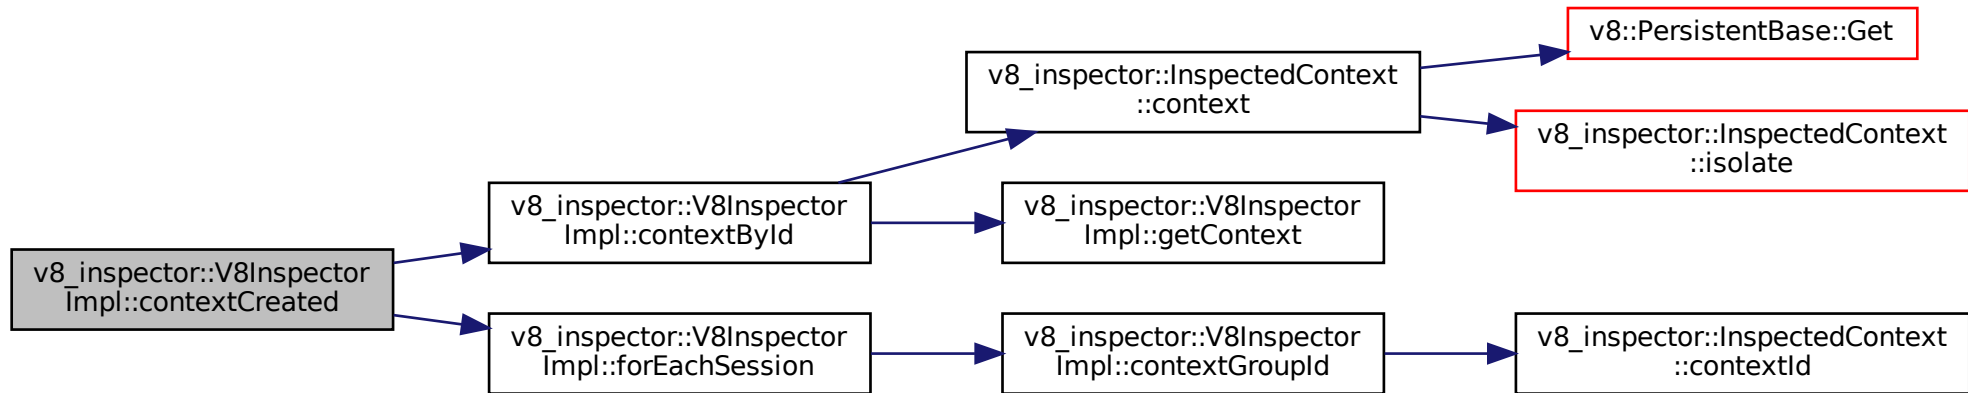 v8::PersistentBase::Get
v8_inspector::InspectedContext
::context
v8_inspector::InspectedContext
::isolate
v8_inspector::V8Inspector
Impl::contextById
v8_inspector::V8Inspector
Impl::getContext
v8_inspector::V8Inspector
Impl::contextCreated
v8_inspector::V8Inspector
Impl::forEachSession
v8_inspector::V8Inspector
Impl::contextGroupId
v8_inspector::InspectedContext
::contextId